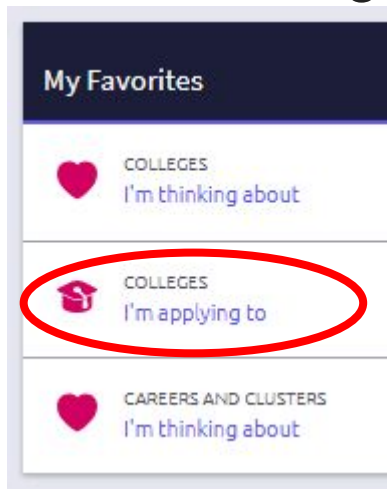 My Favorites
COLLEGES
I'm thinking about
COLLEGES
I'm applying to
CAREERS AND CLUSTERS
I'm thinking about